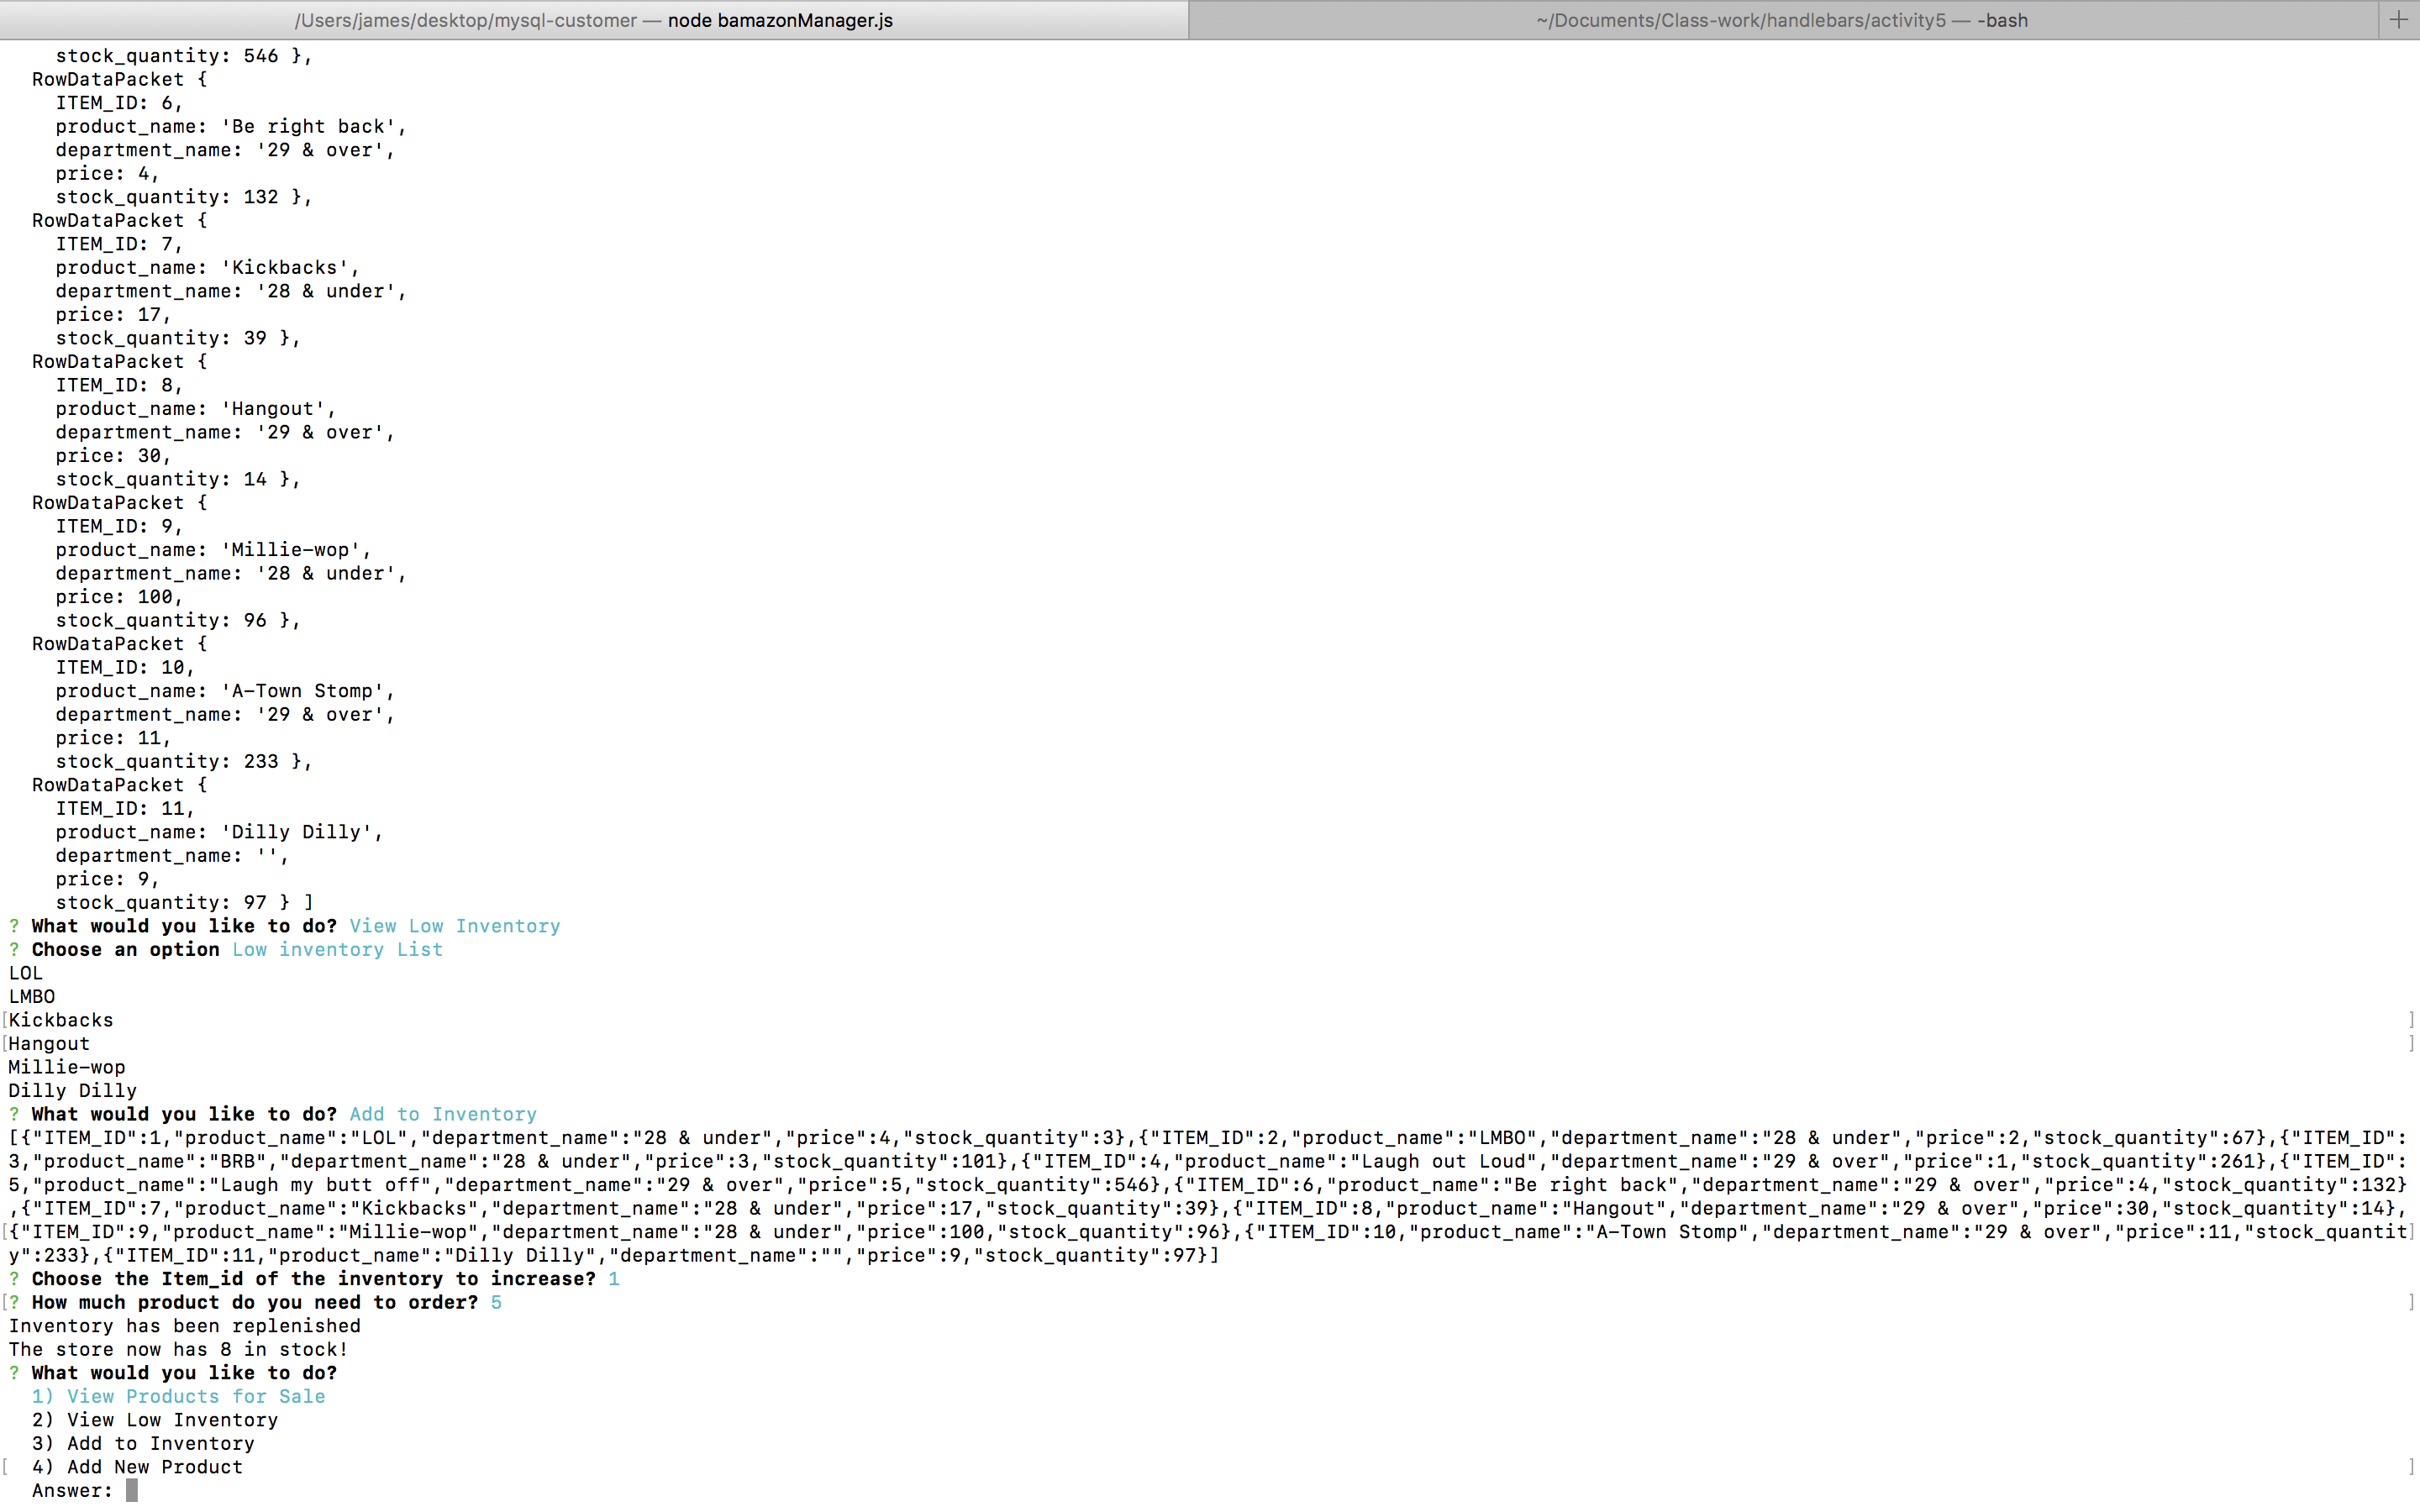 /Users/james/desktop/mysql-customer — node bamazonManager.js
~/Documents/Class-work/handlebars/activity5 — -bash
+
stock_quantity: 546 },
RowDataPacket {
ITEM_ID: 6,
product_name: 'Be right back',
department_name: '29 & over',
price: 4,
stock_quantity: 132 },
RowDataPacket {
ITEM_ID: 7,
product_name: 'Kickbacks',
department_name: '28 & under',
price: 17,
stock_quantity: 39 },
RowDataPacket {
ITEM_ID: 8,
product_name: 'Hangout',
department_name: '29 & over',
price: 30,
stock_quantity: 14 },
RowDataPacket {
ITEM_ID: 9,
product_name: 'Millie-wop',
department_name: '28 & under',
price: 100,
stock_quantity: 96 },
RowDataPacket {
ITEM_ID: 10,
product_name: 'A-Town Stomp',
department_name: '29 & over',
price: 11,
stock_quantity: 233 },
RowDataPacket {
ITEM_ID: 11,
product_name: 'Dilly Dilly',
department_name: '',
price: 9,
stock_quantity: 97 } ]
? What would you like to do? View Low Inventory
? Choose an option Low inventory List
LOL
LMBO
[Kickbacks ]
[Hangout ]
Millie-wop
Dilly Dilly
? What would you like to do? Add to Inventory
[{"ITEM_ID":1,"product_name":"LOL","department_name":"28 & under","price":4,"stock_quantity":3},{"ITEM_ID":2,"product_name":"LMBO","department_name":"28 & under","price":2,"stock_quantity":67},{"ITEM_ID":
3,"product_name":"BRB","department_name":"28 & under","price":3,"stock_quantity":101},{"ITEM_ID":4,"product_name":"Laugh out Loud","department_name":"29 & over","price":1,"stock_quantity":261},{"ITEM_ID":
5,"product_name":"Laugh my butt off","department_name":"29 & over","price":5,"stock_quantity":546},{"ITEM_ID":6,"product_name":"Be right back","department_name":"29 & over","price":4,"stock_quantity":132}
,{"ITEM_ID":7,"product_name":"Kickbacks","department_name":"28 & under","price":17,"stock_quantity":39},{"ITEM_ID":8,"product_name":"Hangout","department_name":"29 & over","price":30,"stock_quantity":14},
[{"ITEM_ID":9,"product_name":"Millie-wop","department_name":"28 & under","price":100,"stock_quantity":96},{"ITEM_ID":10,"product_name":"A-Town Stomp","department_name":"29 & over","price":11,"stock_quantit]
y":233},{"ITEM_ID":11,"product_name":"Dilly Dilly","department_name":"","price":9,"stock_quantity":97}]
? Choose the Item_id of the inventory to increase? 1
[? How much product do you need to order? 5 ]
Inventory has been replenished
The store now has 8 in stock!
? What would you like to do?
1) View Products for Sale
2) View Low Inventory
3) Add to Inventory
[ 4) Add New Product ]
Answer: